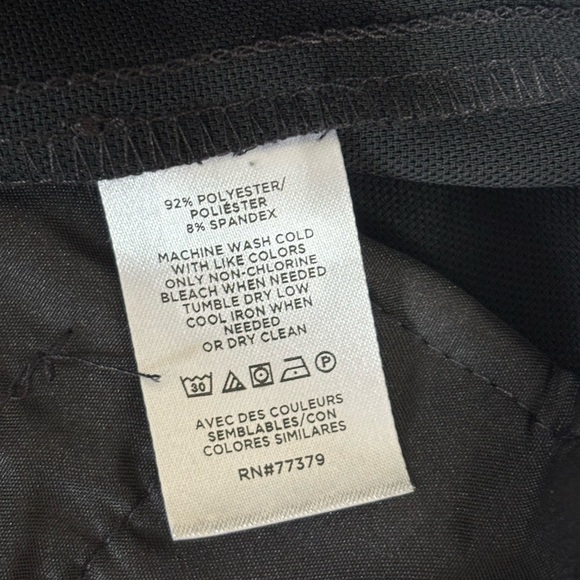 92% POLYESTER/
POLIÉSTER
8% SPANDEX
MACHINE WASH COLD
WITH LIKE COLORS
ONLY NON-CHLORINE
BLEACH WHEN NEEDED
TUMBLE DRY LOW
COOL IRON WHEN
NEEDED
OR DRY CLEAN
30 P
AVEC DES COULEURS
SEMBLABLES/CON
COLORES SIMILARES
RN#77379